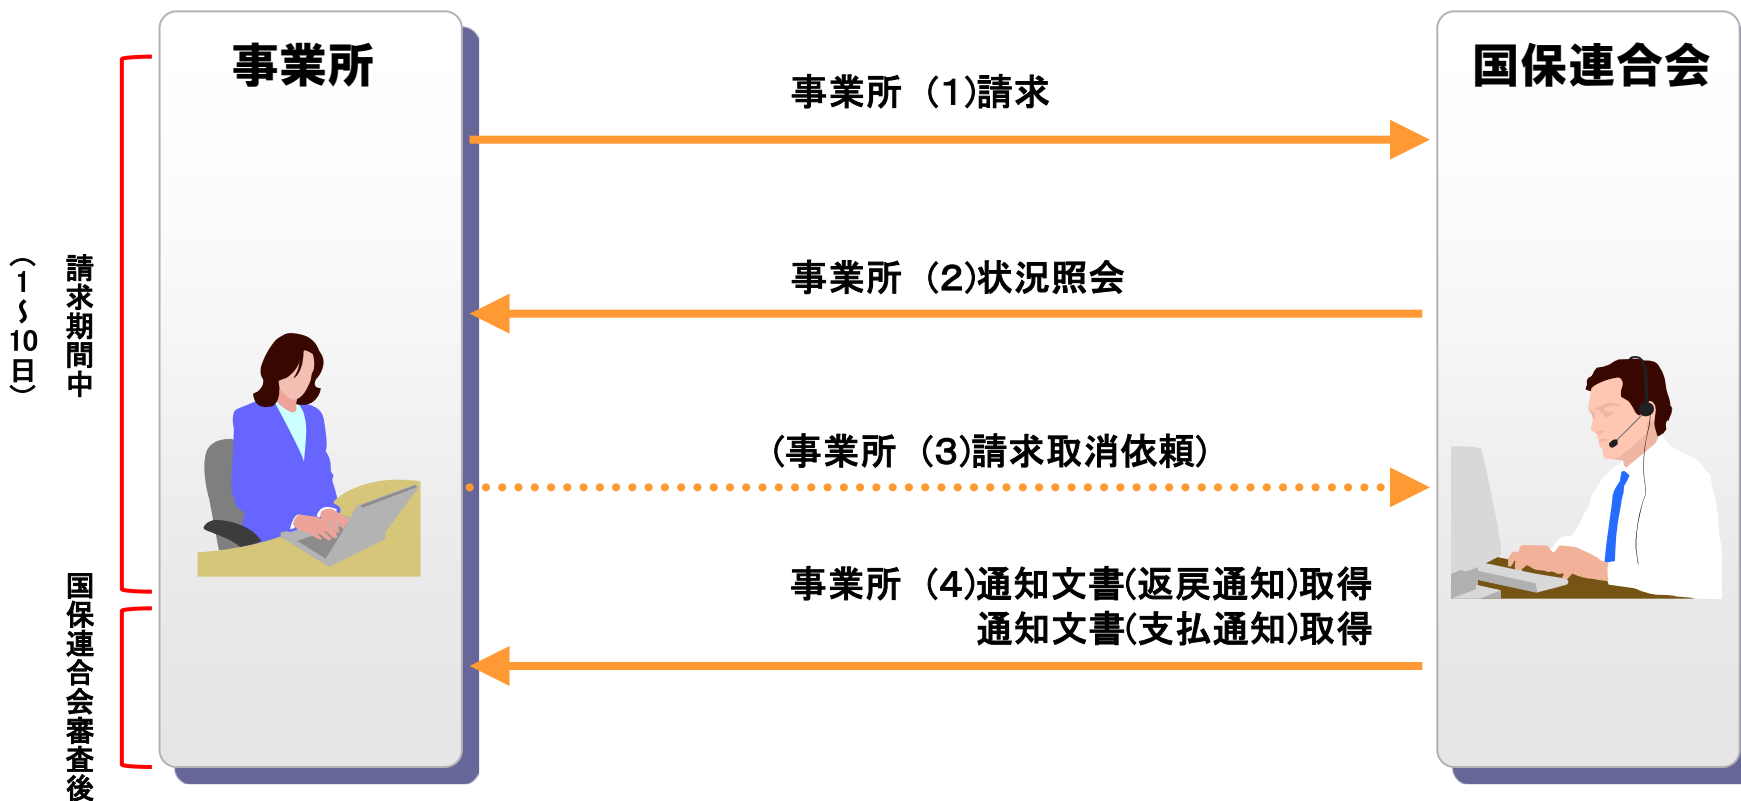 事業所
国保連合会
事業所 (1)請求
事業所 (2)状況照会
(事業所 (3)請求取消依頼)
事業所 (4)通知文書(返戻通知)取得
通知文書(支払通知)取得
請求期間中
(1～10日)
国保連合会審査後